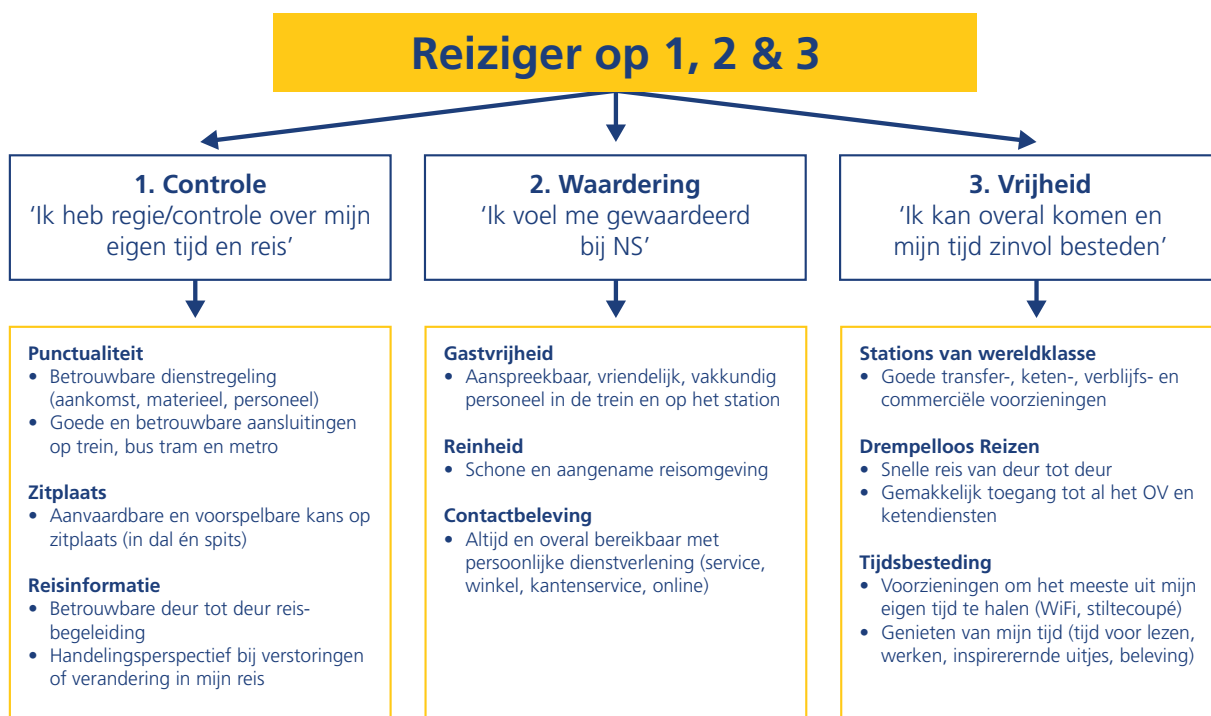 Reiziger op 1, 2 & 3
1. Controle
‘Ik heb regie/controle over mijn
eigen tijd en reis’
2. Waardering
‘Ik voel me gewaardeerd
bij NS’
3. Vrijheid
‘Ik kan overal komen en
mijn tijd zinvol besteden’
Punctualiteit
• Betrouwbare dienstregeling
(aankomst, materieel, personeel)
• Goede en betrouwbare aansluitingen
op trein, bus tram en metro
Zitplaats
• Aanvaardbare en voorspelbare kans op
zitplaats (in dal én spits)
Reisinformatie
• Betrouwbare deur tot deur reis-
begeleiding
• Handelingsperspectief bij verstoringen
of verandering in mijn reis
Gastvrijheid
• Aanspreekbaar, vriendelijk, vakkundig
personeel in de trein en op het station
Reinheid
• Schone en aangename reisomgeving
Contactbeleving
• Altijd en overal bereikbaar met
persoonlijke dienstverlening (service,
winkel, kantenservice, online)
Stations van wereldklasse
• Goede transfer-, keten-, verblijfs- en
commerciële voorzieningen
Drempelloos Reizen
• Snelle reis van deur tot deur
• Gemakkelijk toegang tot al het OV en
ketendiensten
Tijdsbesteding
• Voorzieningen om het meeste uit mijn
eigen tijd te halen (WiFi, stiltecoupé)
• Genieten van mijn tijd (tijd voor lezen,
werken, inspirerernde uitjes, beleving)